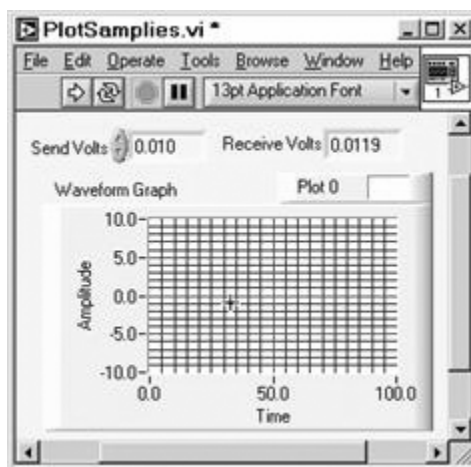 PlotSamplies.vi *
File Edit Operate Tools Browse Window Help
13pt Application Font
1
Send Volts 0.010 Receive Volts 0.0119
Waveform Graph Plot 0
10.0
5.0
0.0
-5.0
-10.0
Amplitude
0.0 50.0 100.0
Time